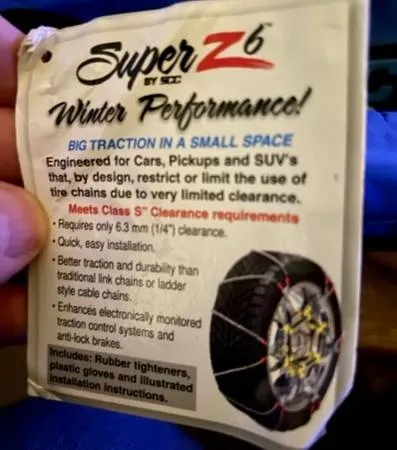 Super Z6™
BY SCC
Winter Performance!
BIG TRACTION IN A SMALL SPACE
Engineered for Cars, Pickups and SUV's
that, by design, restrict or limit the use of
tire chains due to very limited clearance.
Meets Class S" Clearance requirements
• Requires only 6.3 mm (1/4") clearance.
• Quick, easy installation.
• Better traction and durability than
traditional link chains or ladder
style cable chains.
• Enhances electronically monitored
traction control systems and
anti-lock brakes.
Includes: Rubber tighteners,
plastic gloves and illustrated
installation instructions.